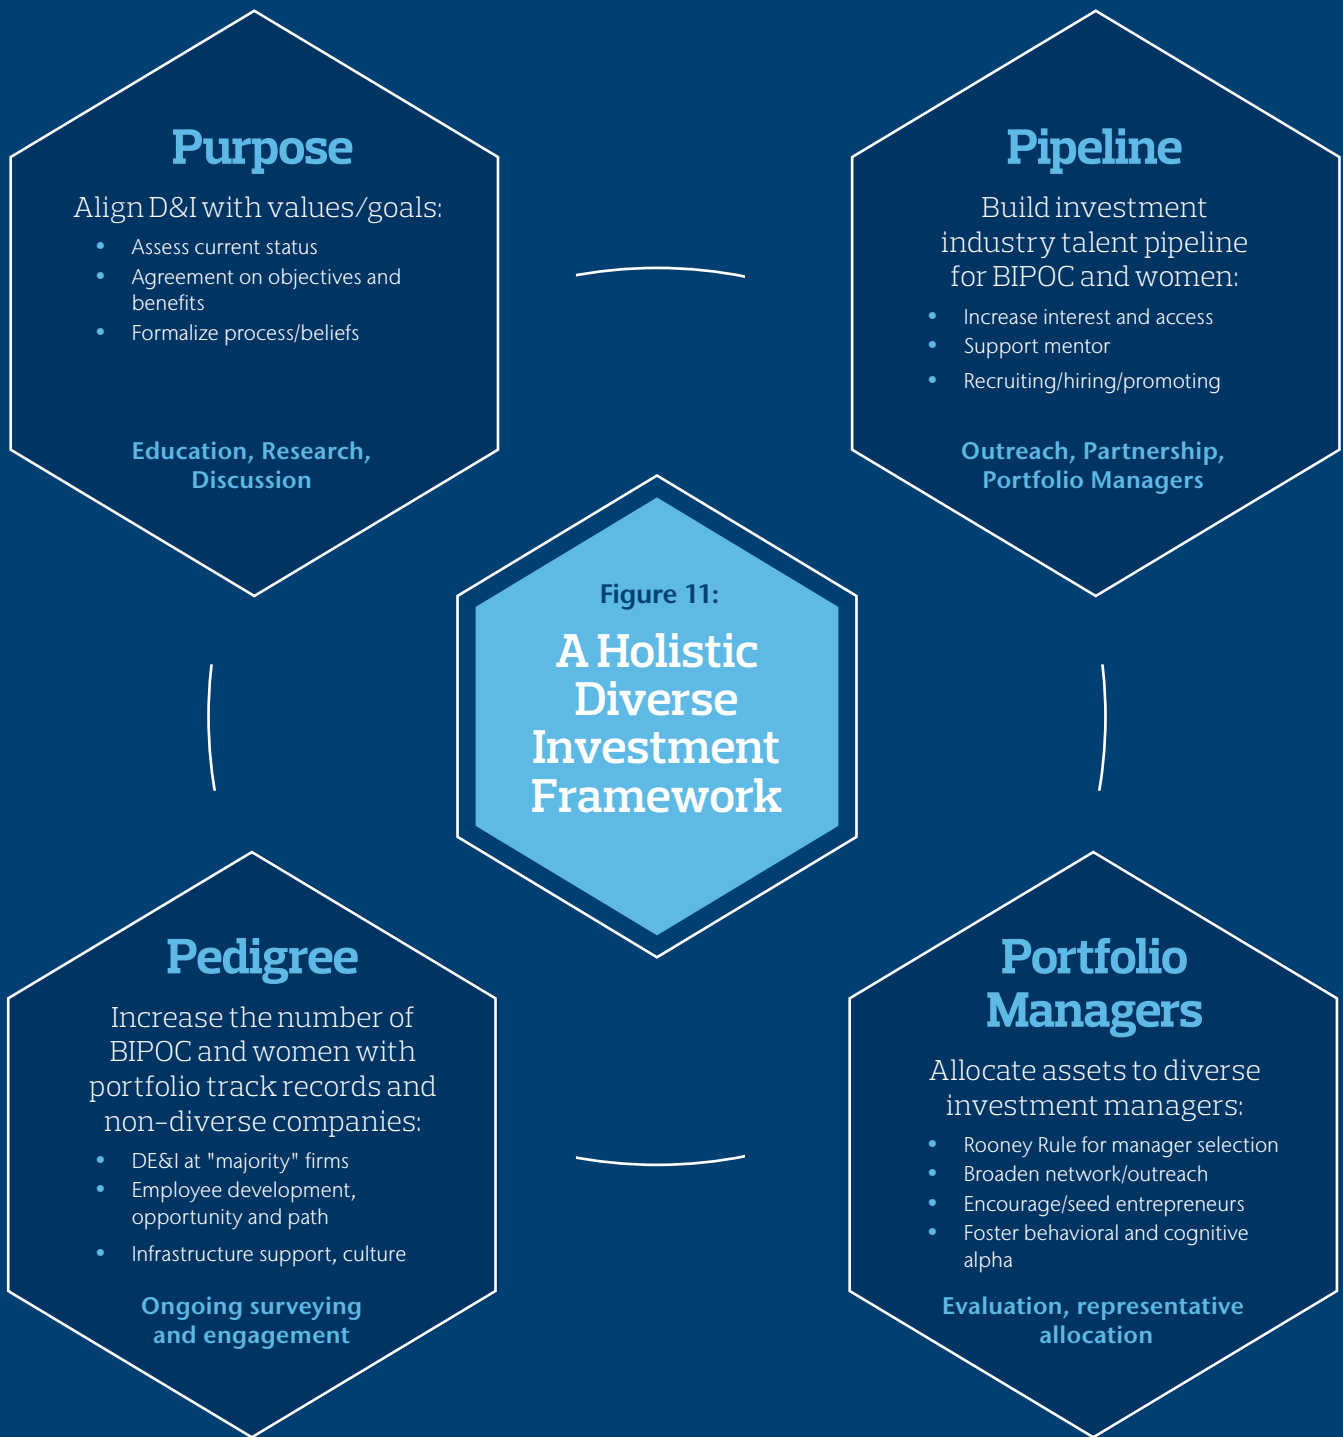 Purpose
Align D&I with values/goals:
• Assess current status
• Agreement on objectives and
benefits
• Formalize process/beliefs
Education, Research,
Discussion
Pipeline
Build investment
industry talent pipeline
for BIPOC and women:
• Increase interest and access
• Support mentor
• Recruiting/hiring/promoting
Outreach, Partnership,
Portfolio Managers
Figure 11:
A Holistic
Diverse
Investment
Framework
Pedigree
Increase the number of
BIPOC and women with
portfolio track records and
non-diverse companies:
• DE&I at "majority" firms
• Employee development,
opportunity and path
• Infrastructure support, culture
Ongoing surveying
and engagement
Portfolio
Managers
Allocate assets to diverse
investment managers:
• Rooney Rule for manager selection
• Broaden network/outreach
• Encourage/seed entrepreneurs
• Foster behavioral and cognitive
alpha
Evaluation, representative
allocation